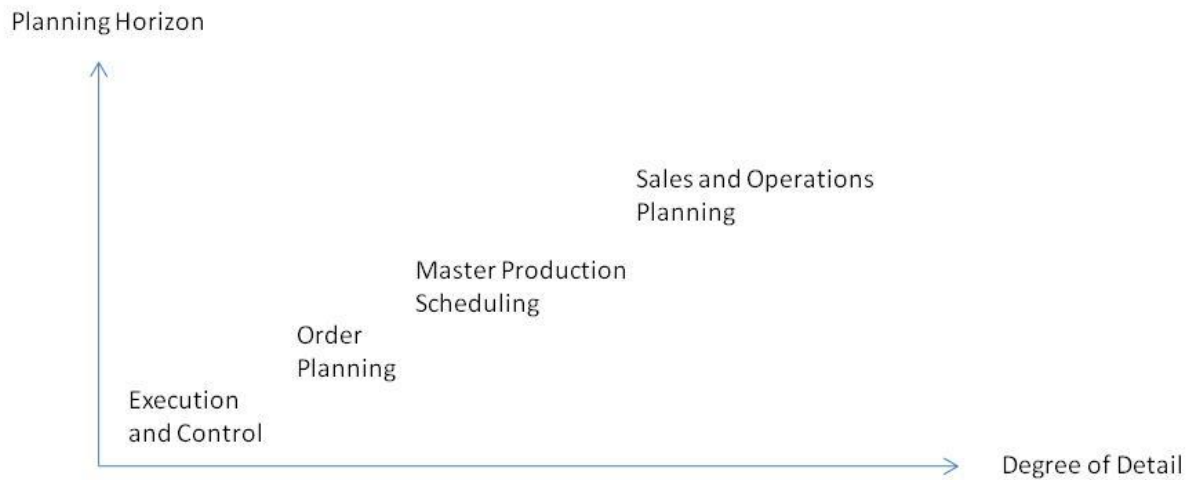 Planning Horizon
Sales and Operations
Planning
Master Production
Scheduling
Order
Planning
Execution
and Control
Degree of Detail